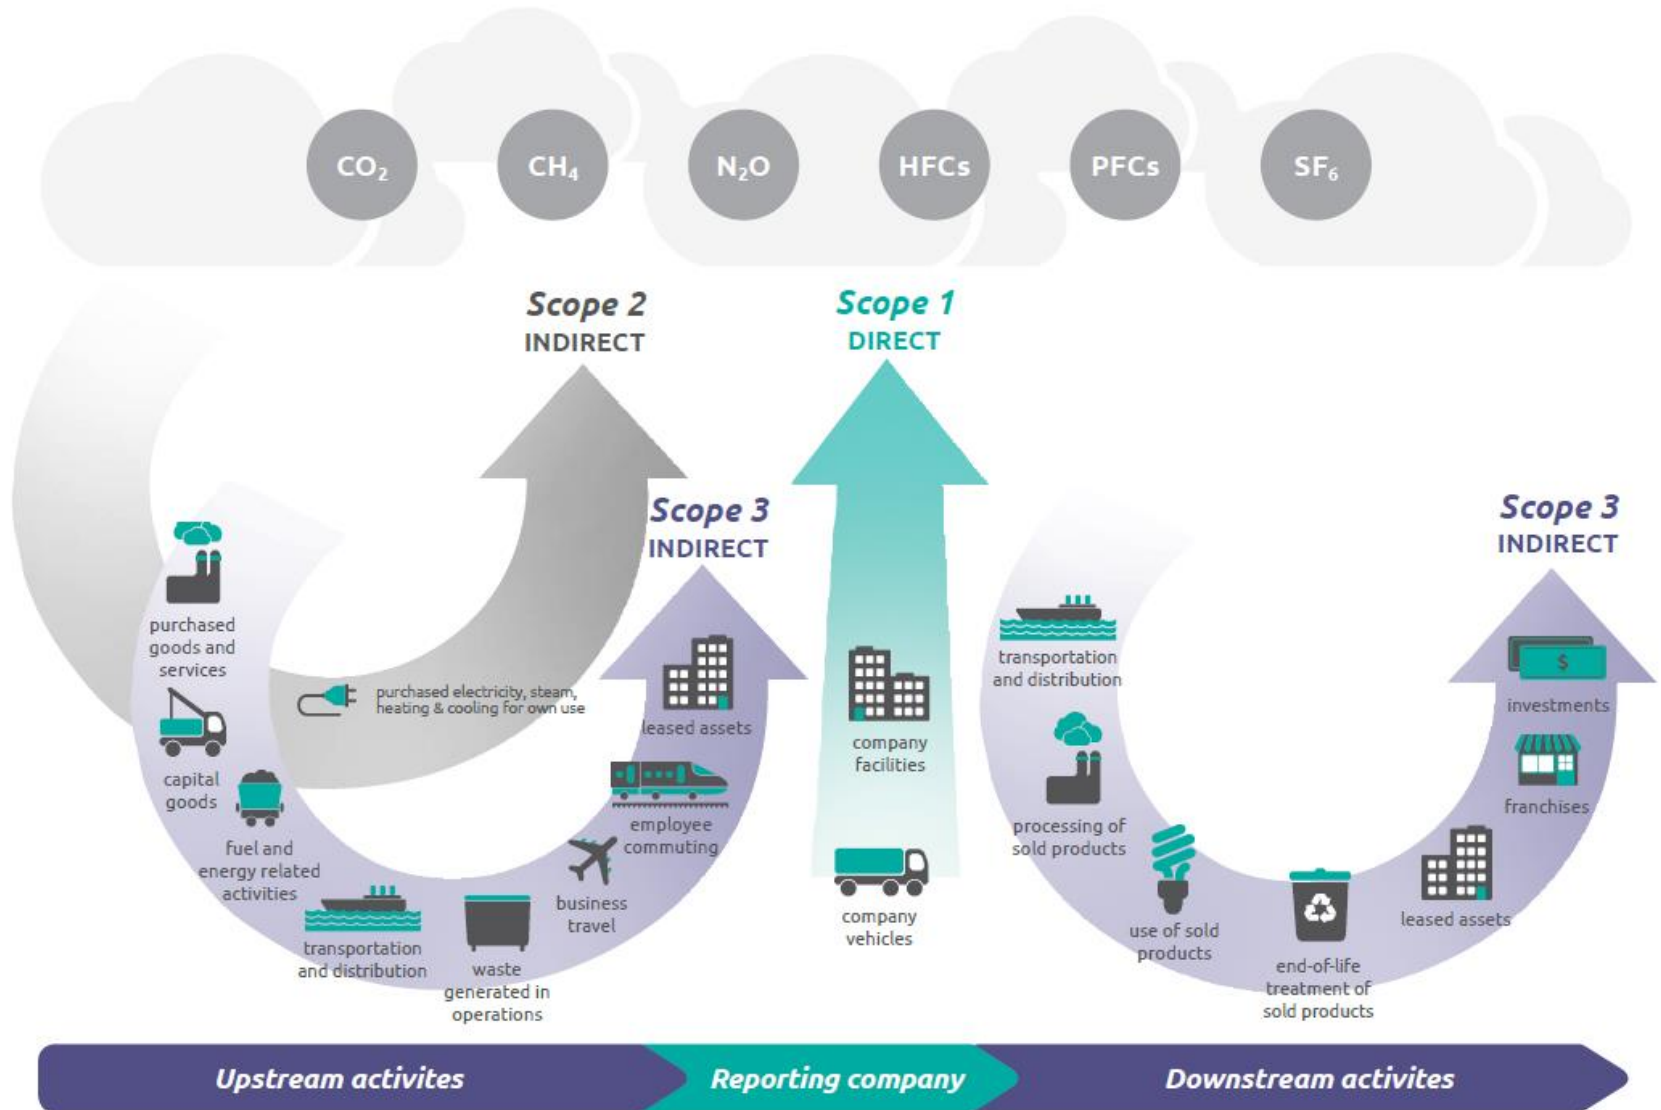 CO₂
CH₄
N₂O
HFCs
PFCs
SF₆
Scope 2
INDIRECT
Scope 1
DIRECT
Scope 3
INDIRECT
Scope 3
INDIRECT
purchased
goods and
services
capital
goods
fuel and
energy related
activities
transportation
and distribution
waste
generated in
operations
business
travel
employee
commuting
leased assets
purchased electricity, steam,
heating & cooling for own use
company
facilities
company
vehicles
transportation
and distribution
processing of
sold products
use of sold
products
end-of-life
treatment of
sold products
leased assets
franchises
$
investments
Upstream activites
Reporting company
Downstream activites